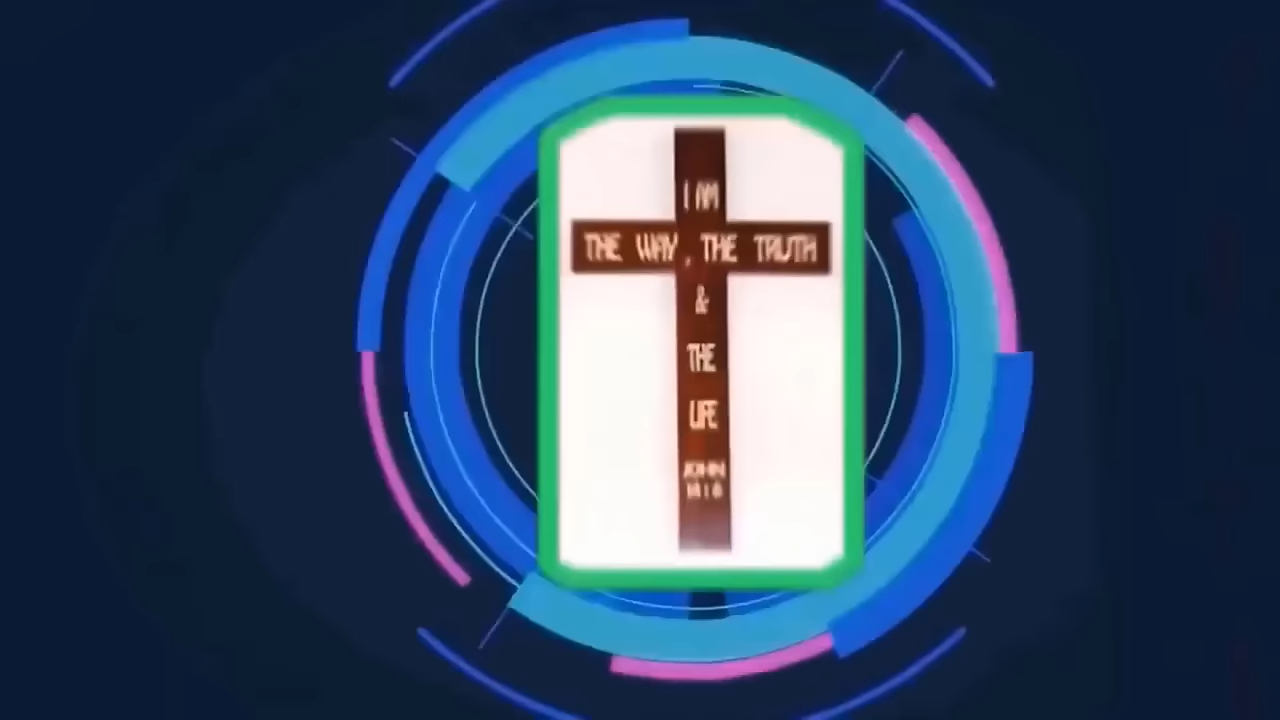 I AM
THE WAY, THE TRUTH
&
THE
LIFE
JOHN